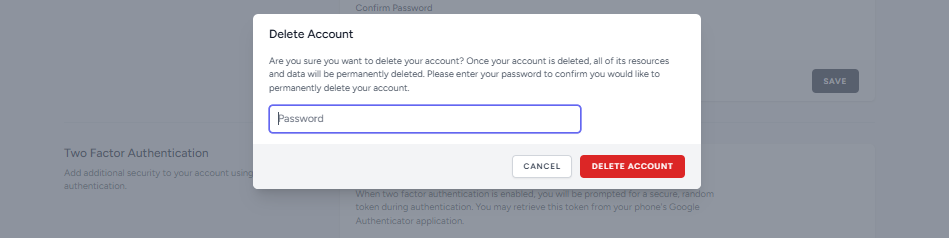 Confirm Password
Delete Account
Are you sure you want to delete your account? Once your account is deleted, all of its resources
and data will be permanently deleted. Please enter your password to confirm you would like to
permanently delete your account.
SAVE
Password
Two Factor Authentication
Add additional security to your account using
authentication.
CANCEL
DELETE ACCOUNT
When two factor authentication is enabled, you will be prompted for a secure, random
token during authentication. You may retrieve this token from your phone's Google
Authenticator application.